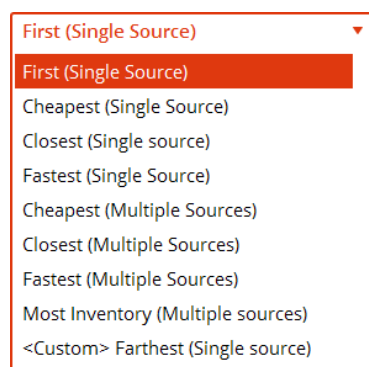 First (Single Source)
First (Single Source)
Cheapest (Single Source)
Closest (Single source)
Fastest (Single Source)
Cheapest (Multiple Sources)
Closest (Multiple Sources)
Fastest (Multiple Sources)
Most Inventory (Multiple sources)
<Custom> Farthest (Single source)